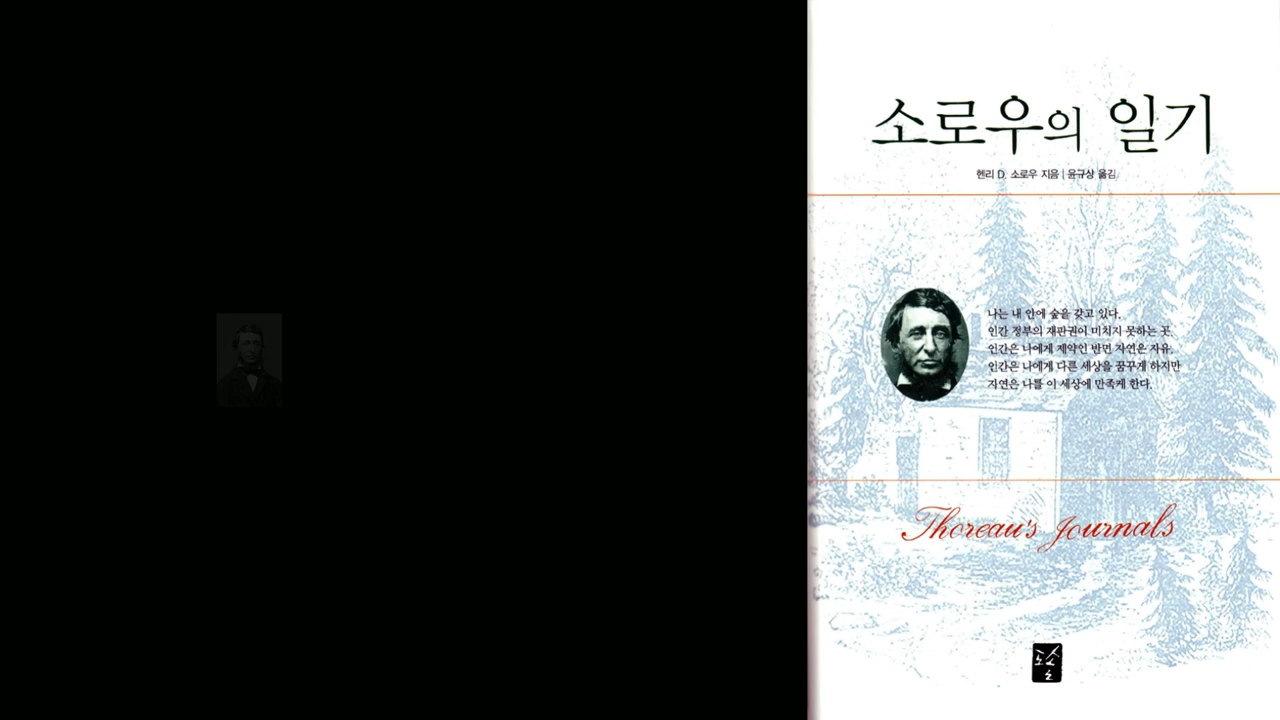 소로우의 일기
헨리 D. 소로우 지음 | 윤규상 옮김
나는 내 안에 숲을 갖고 있다.
인간 정부의 재판권이 미치지 못하는 곳.
인간은 나에게 제약인 반면 자연은 자유.
인간은 나에게 다른 세상을 꿈꾸게 하지만
자연은 나를 이 세상에 만족케 한다.
Thoreau's Journals
도솔